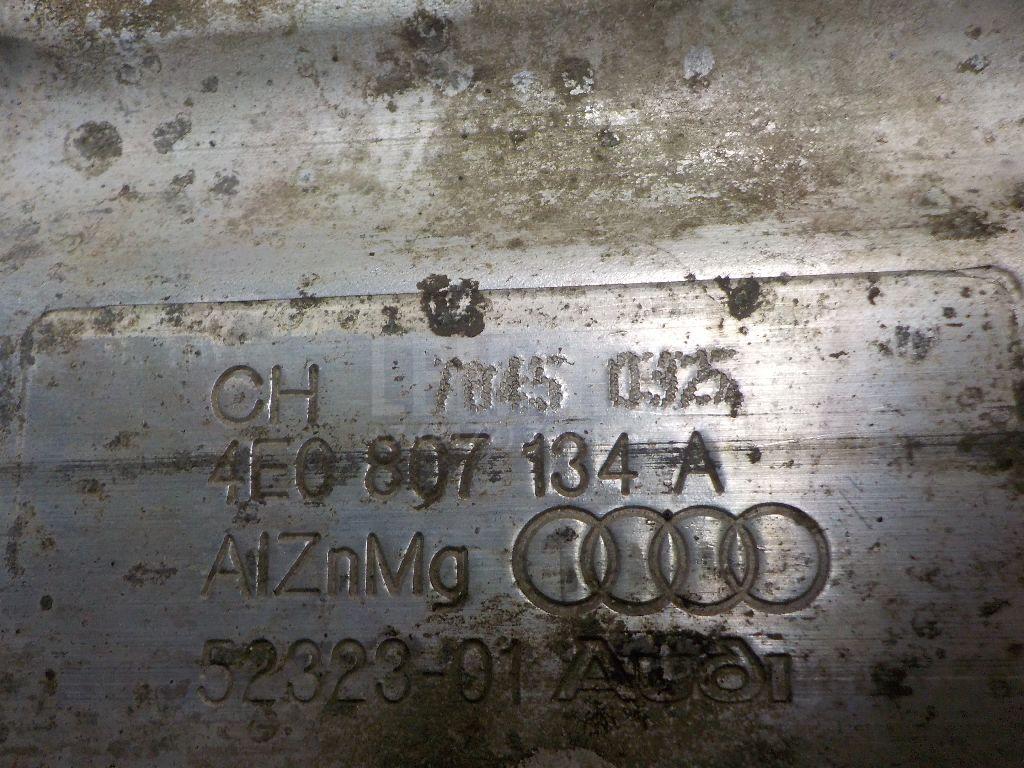 CH 7045 0925
4E0 807 134 A
AlZnMg
52323-01 Audi